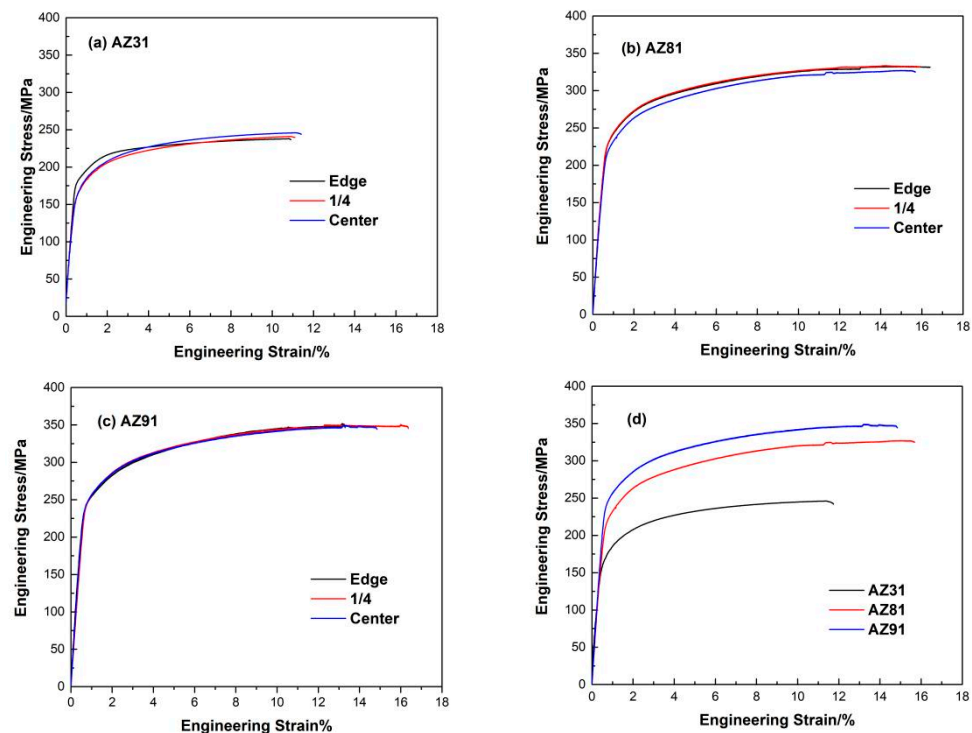 (a) AZ31
Engineering Stress/MPa
400
350
300
250
200
150
100
50
0
0 2 4 6 8 10 12 14 16 18
Engineering Strain/%
Edge
1/4
Center
(b) AZ81
Engineering Stress/MPa
400
350
300
250
200
150
100
50
0
0 2 4 6 8 10 12 14 16 18
Engineering Strain/%
Edge
1/4
Center
(c) AZ91
Engineering Stress/MPa
400
350
300
250
200
150
100
50
0
0 2 4 6 8 10 12 14 16 18
Engineering Strain%
Edge
1/4
Center
(d)
Engineering Stress/MPa
400
350
300
250
200
150
100
50
0
0 2 4 6 8 10 12 14 16 18
Engineering Strain/%
AZ31
AZ81
AZ91